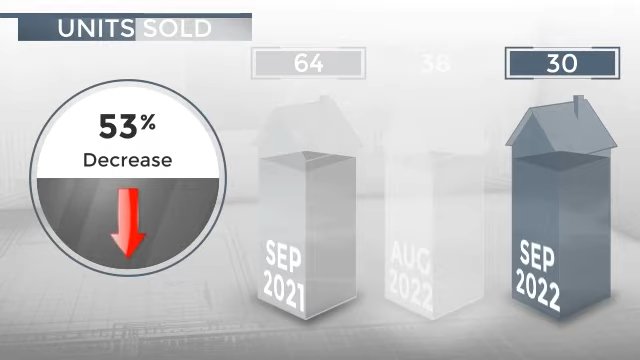 UNITS SOLD
53%
Decrease
64
38
30
SEP
2021
AUG
2022
SEP
2022